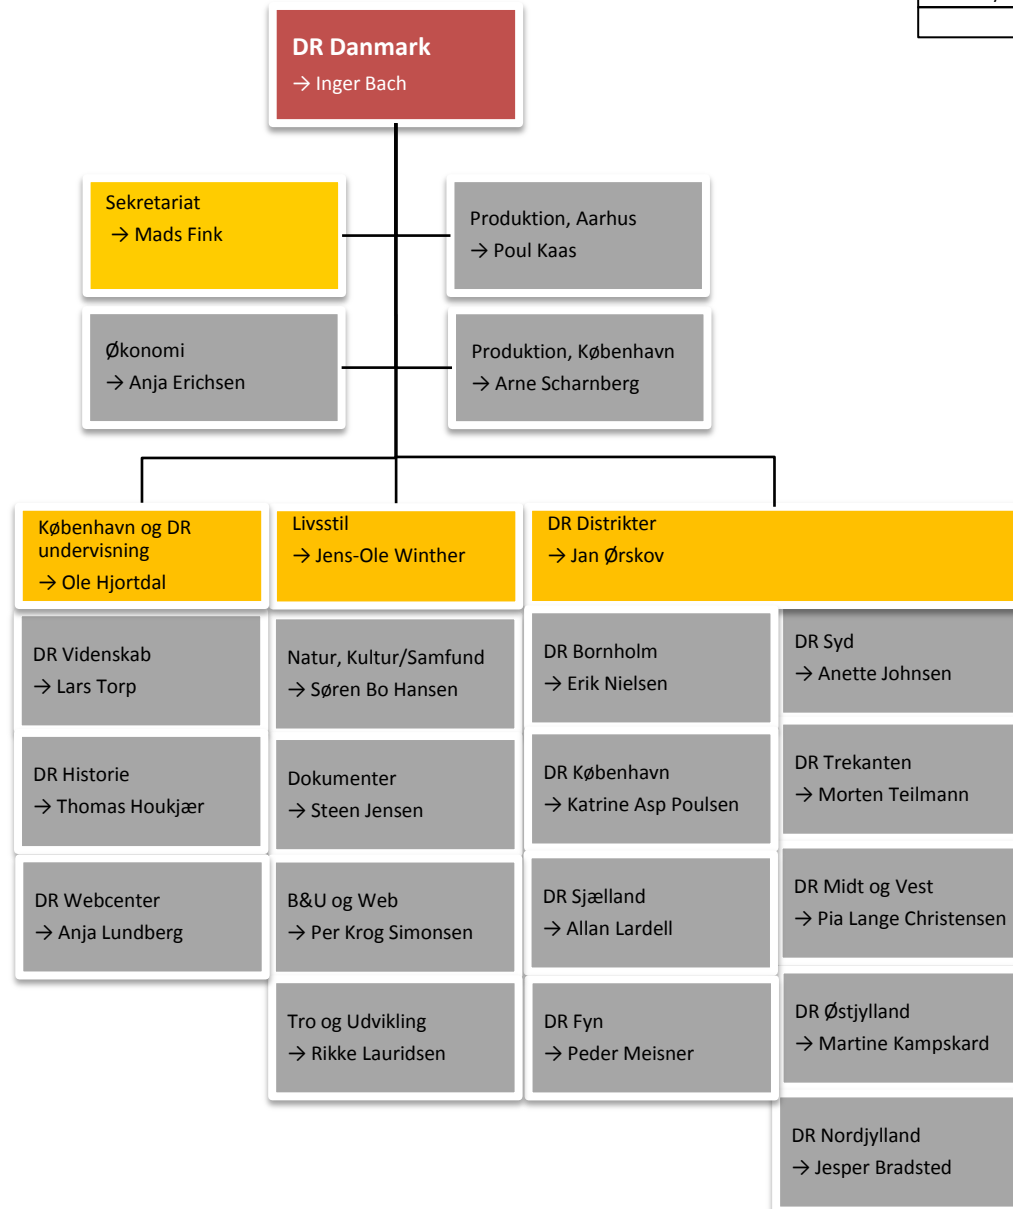 DR Danmark
→ Inger Bach
Sekretariat
→ Mads Fink
Produktion, Aarhus
→ Poul Kaas
Økonomi
→ Anja Erichsen
Produktion, København
→ Arne Scharnberg
København og DR
undervisning
→ Ole Hjortdal
DR Videnskab
→ Lars Torp
DR Historie
→ Thomas Houkjær
DR Webcenter
→ Anja Lundberg
Livsstil
→ Jens-Ole Winther
Natur, Kultur/Samfund
→ Søren Bo Hansen
Dokumenter
→ Steen Jensen
B&U og Web
→ Per Krog Simonsen
Tro og Udvikling
→ Rikke Lauridsen
DR Distrikter
→ Jan Ørskov
DR Bornholm
→ Erik Nielsen
DR København
→ Katrine Asp Poulsen
DR Sjælland
→ Allan Lardell
DR Fyn
→ Peder Meisner
DR Syd
→ Anette Johnsen
DR Trekanten
→ Morten Teilmann
DR Midt og Vest
→ Pia Lange Christensen
DR Østjylland
→ Martine Kampskard
DR Nordjylland
→ Jesper Bradsted